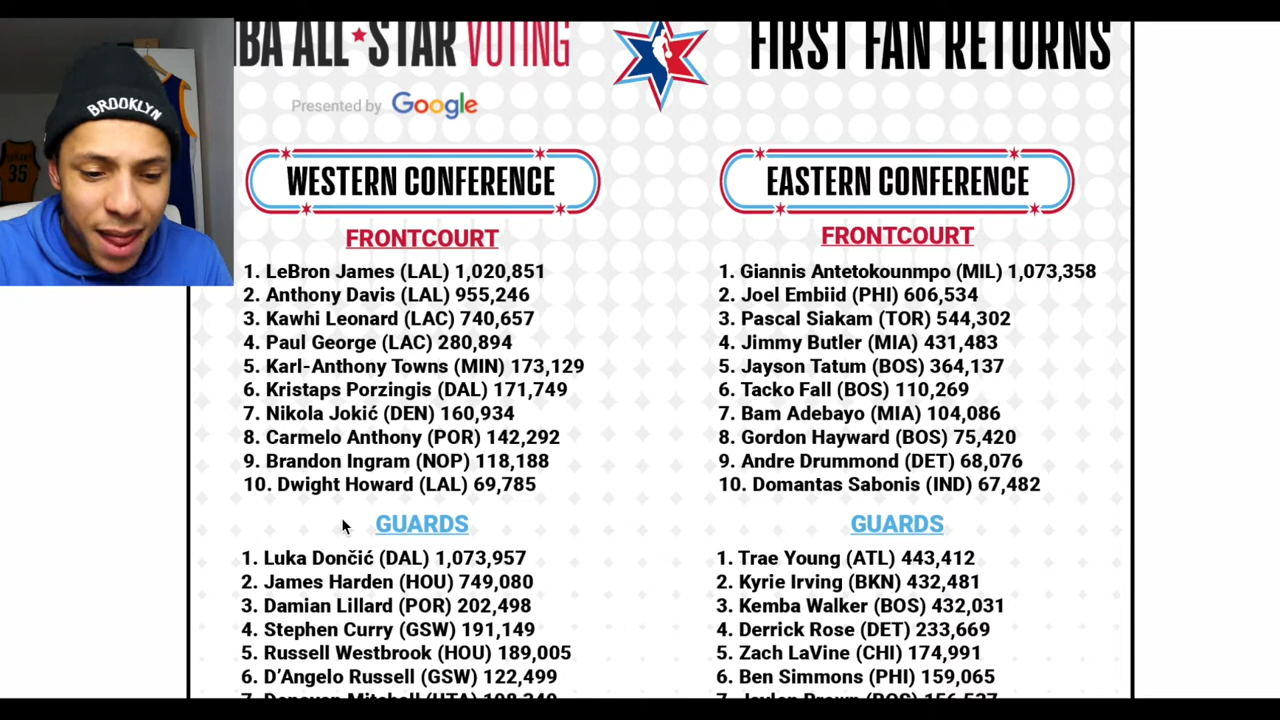 BROOKLYN
35
BA ALL★STAR VOTING
FIRST FAN RETURNS
Presented by Google
WESTERN CONFERENCE
FRONTCOURT
1. LeBron James (LAL) 1,020,851
2. Anthony Davis (LAL) 955,246
3. Kawhi Leonard (LAC) 740,657
4. Paul George (LAC) 280,894
5. Karl-Anthony Towns (MIN) 173,129
6. Kristaps Porzingis (DAL) 171,749
7. Nikola Jokić (DEN) 160,934
8. Carmelo Anthony (POR) 142,292
9. Brandon Ingram (NOP) 118,188
10. Dwight Howard (LAL) 69,785
GUARDS
1. Luka Dončić (DAL) 1,073,957
2. James Harden (HOU) 749,080
3. Damian Lillard (POR) 202,498
4. Stephen Curry (GSW) 191,149
5. Russell Westbrook (HOU) 189,005
6. D'Angelo Russell (GSW) 122,499
7. Donovan Mitchell (UTA)
EASTERN CONFERENCE
FRONTCOURT
1. Giannis Antetokounmpo (MIL) 1,073,358
2. Joel Embiid (PHI) 606,534
3. Pascal Siakam (TOR) 544,302
4. Jimmy Butler (MIA) 431,483
5. Jayson Tatum (BOS) 364,137
6. Tacko Fall (BOS) 110,269
7. Bam Adebayo (MIA) 104,086
8. Gordon Hayward (BOS) 75,420
9. Andre Drummond (DET) 68,076
10. Domantas Sabonis (IND) 67,482
GUARDS
1. Trae Young (ATL) 443,412
2. Kyrie Irving (BKN) 432,481
3. Kemba Walker (BOS) 432,031
4. Derrick Rose (DET) 233,669
5. Zach LaVine (CHI) 174,991
6. Ben Simmons (PHI) 159,065
7. Jaylen Brown (BOS)